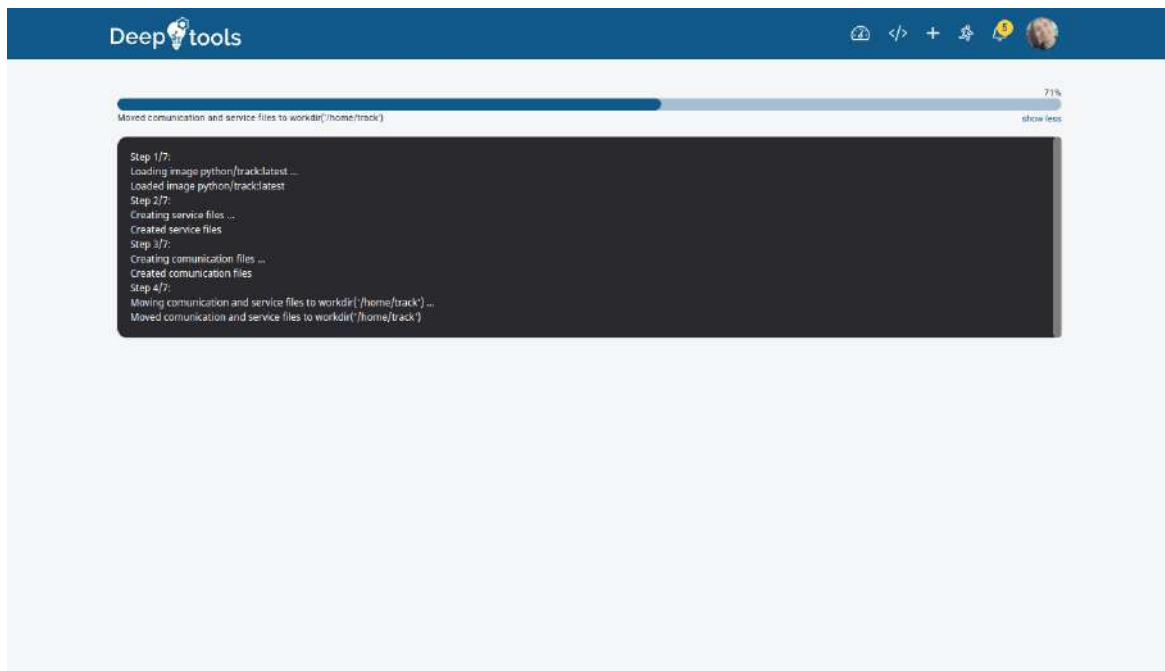 Deep tools
</>
5
71%
Moved comunication and service files to workdir('/home/track')
show less
Step 1/7:
Loading image python/track:latest ...
Loaded image python/track:latest
Step 2/7:
Creating service files ...
Created service files
Step 3/7:
Creating comunication files ...
Created comunication files
Step 4/7:
Moving comunication and service files to workdir('/home/track') ...
Moved comunication and service files to workdir('/home/track')